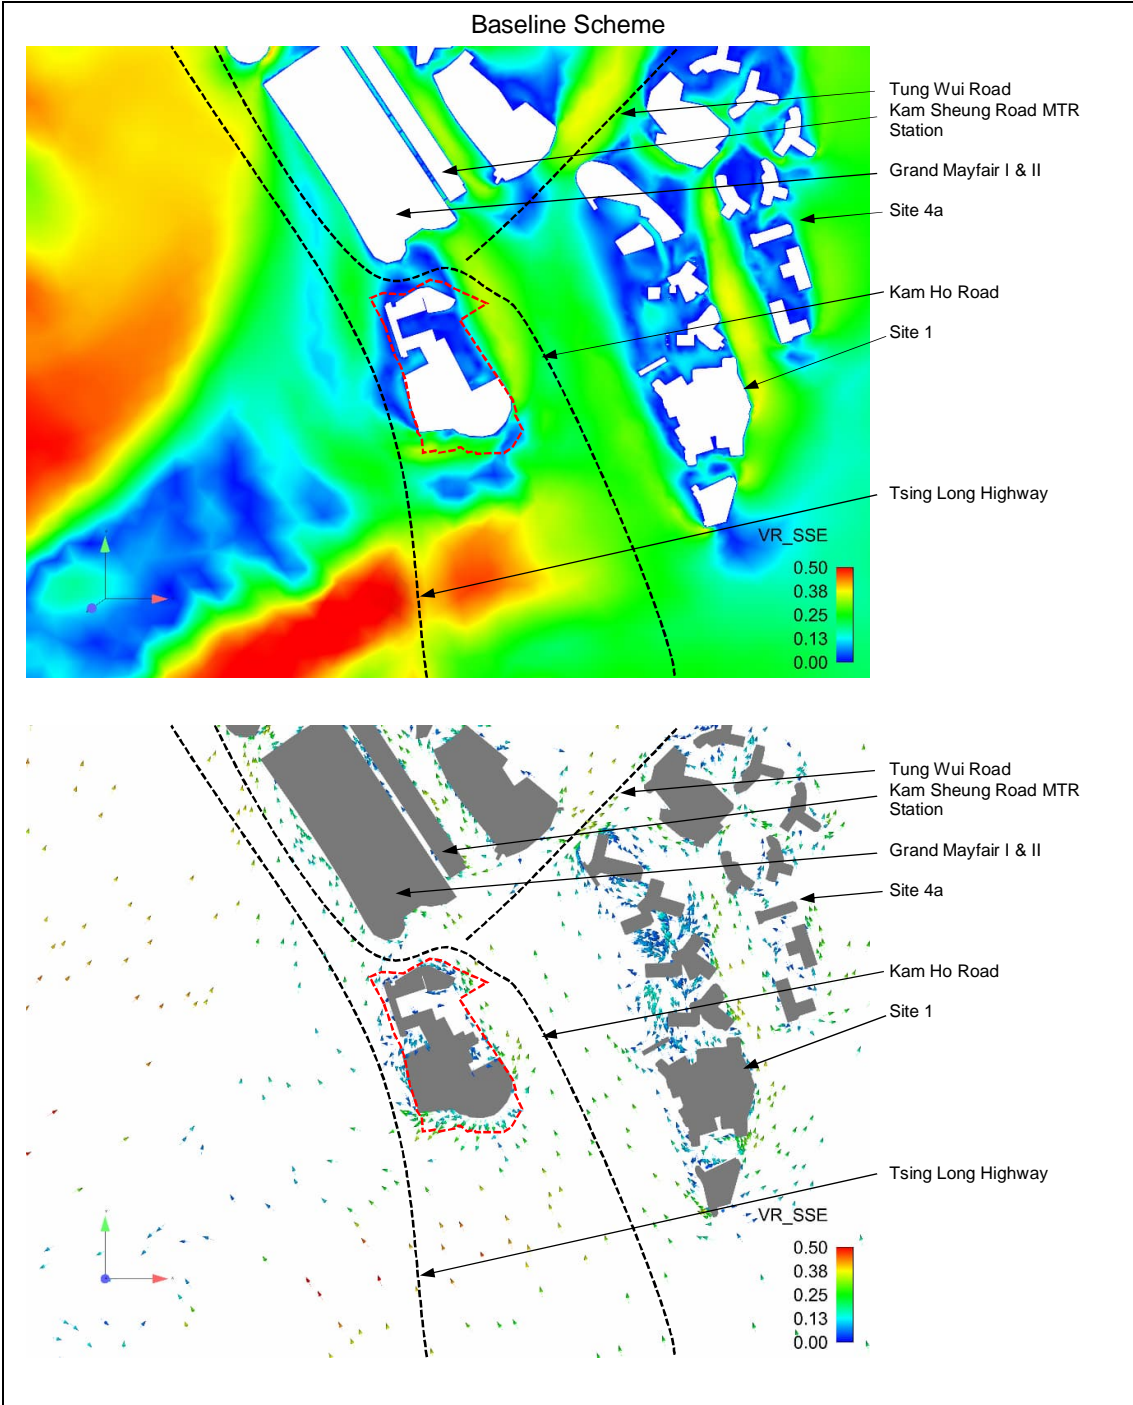 Baseline Scheme
Tung Wui Road
Kam Sheung Road MTR
Station
Grand Mayfair I & II
Site 4a
Kam Ho Road
Site 1
Tsing Long Highway
VR_SSE
0.50
0.38
0.25
0.13
0.00
Tung Wui Road
Kam Sheung Road MTR
Station
Grand Mayfair I & II
Site 4a
Kam Ho Road
Site 1
Tsing Long Highway
VR_SSE
0.50
0.38
0.25
0.13
0.00